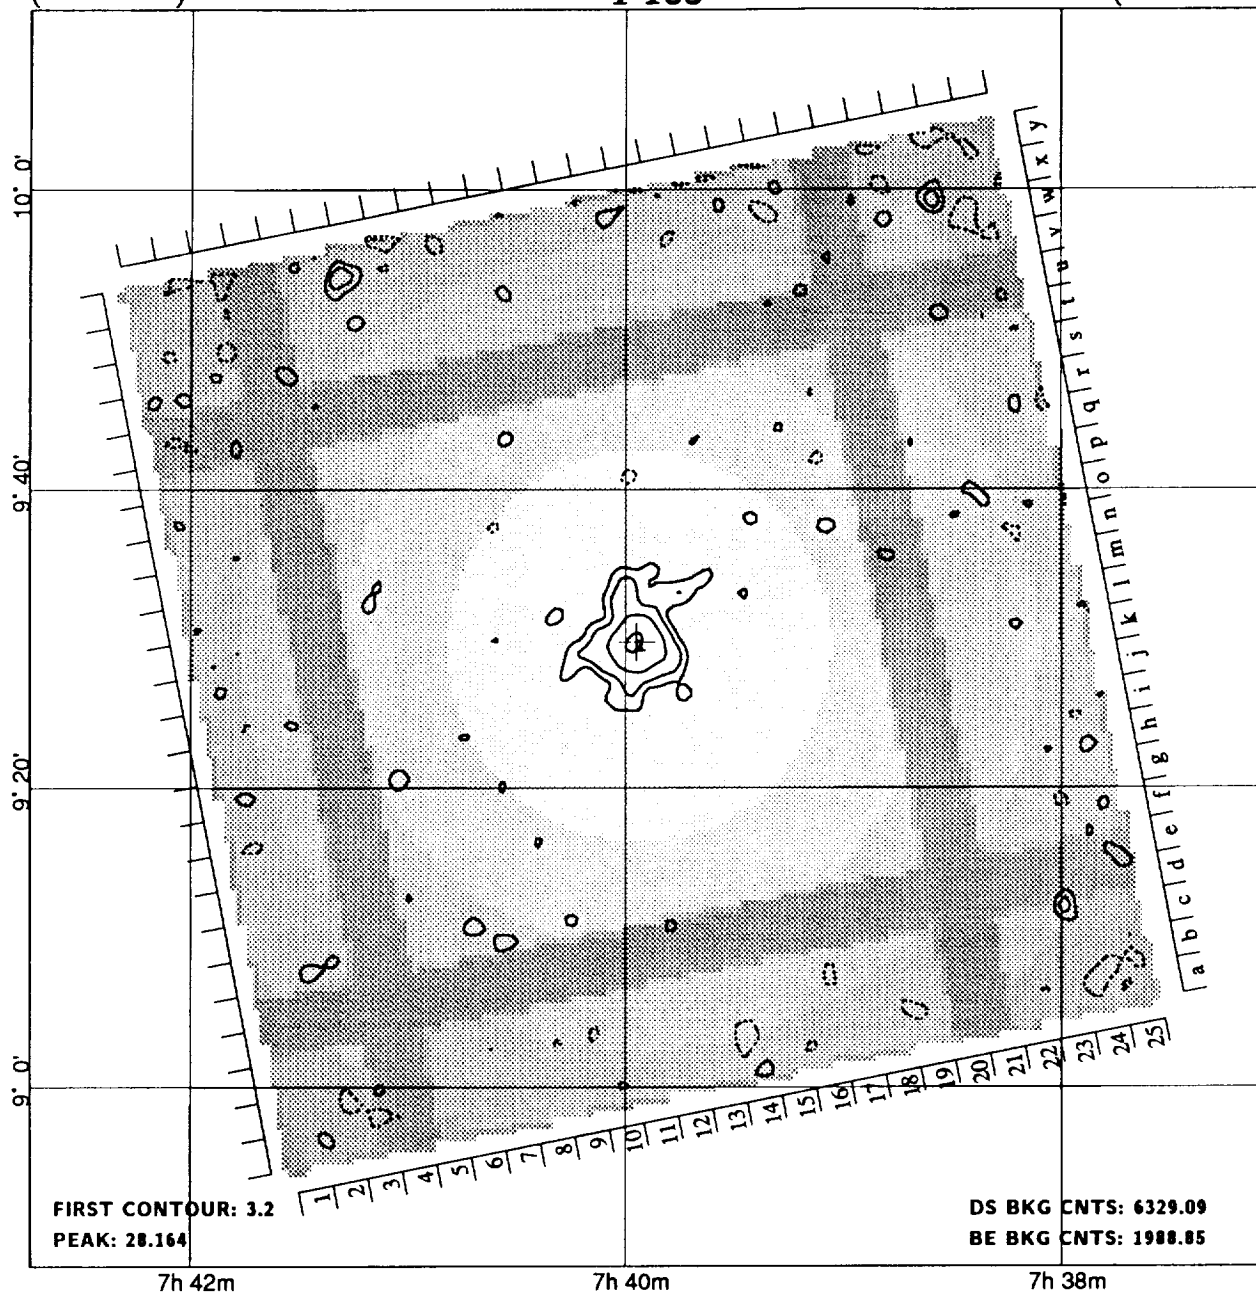 y
x
w
v
u
t
s
r
q
p
o
n
m
l
k
j
i
h
g
f
e
d
c
b
a
10° 0'
9° 40'
9° 20'
9° 0'
1 2 3 4 5 6 7 8 9 10 11 12 13 14 15 16 17 18 19 20 21 22 23 24 25
FIRST CONTOUR: 3.2
PEAK: 28.164
DS BKG CNTS: 6329.09
BE BKG CNTS: 1988.85
7h 42m
7h 40m
7h 38m